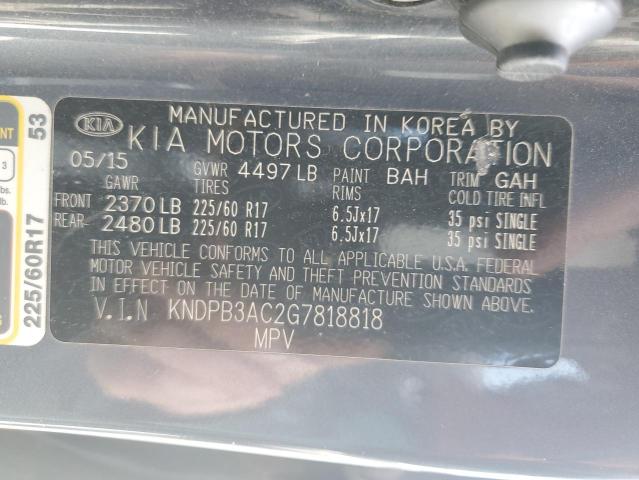 MANUFACTURED IN KOREA BY
KIA KIA MOTORS CORPORATION
05/15 GVWR 4497 LB PAINT BAH TRIM GAH
GAWR TIRES RIMS COLD TIRE INFL
FRONT 2370 LB 225/60 R17 6.5Jx17 35 psi SINGLE
REAR 2480 LB 225/60 R17 6.5Jx17 35 psi SINGLE
THIS VEHICLE CONFORMS TO ALL APPLICABLE U.S.A. FEDERAL
MOTOR VEHICLE SAFETY AND THEFT PREVENTION STANDARDS
IN EFFECT ON THE DATE OF MANUFACTURE SHOWN ABOVE.
V.I.N KNDPB3AC2G7818818
MPV
53
225/60R17
3